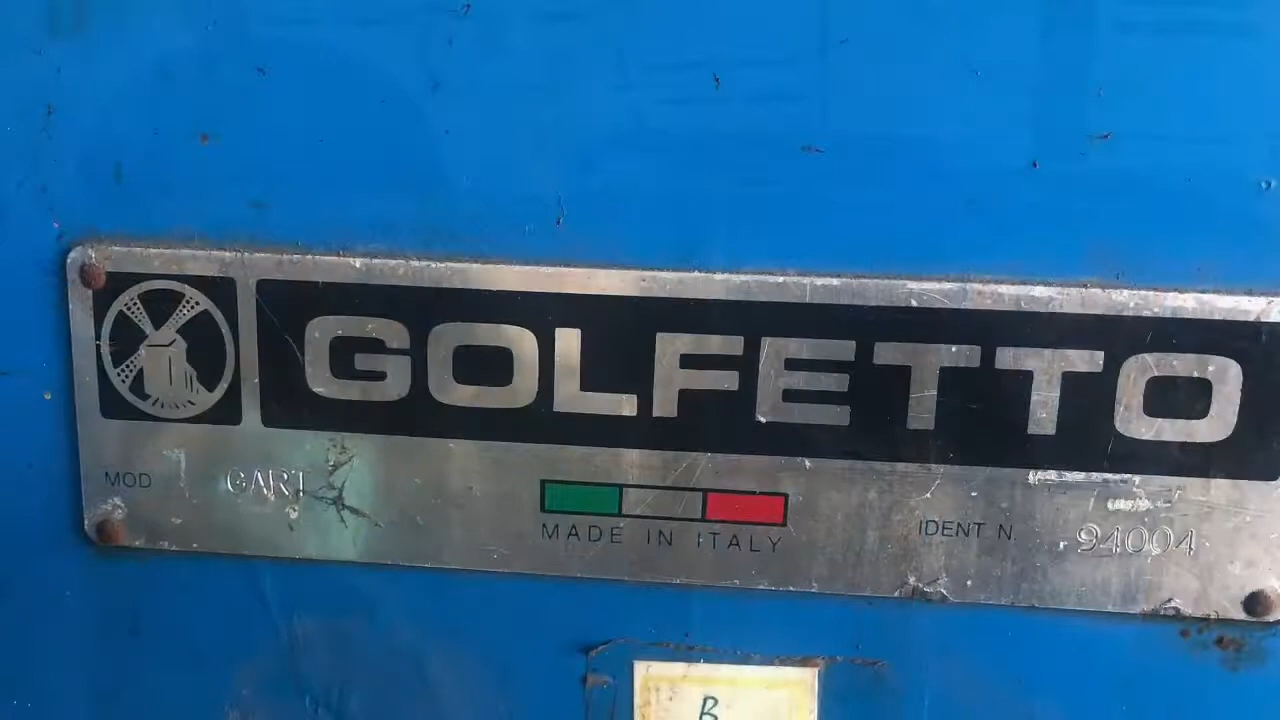 GOLFETTO
MOD GART
MADE IN ITALY
IDENT N. 94004
B